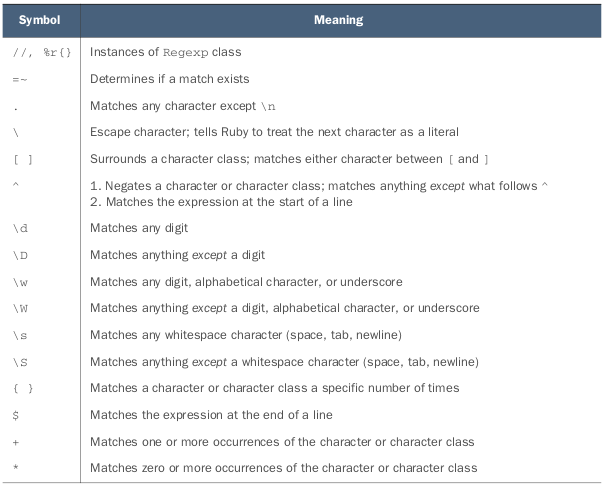 Symbol Meaning
//, %r{} Instances of Regexp class
=~ Determines if a match exists
. Matches any character except \n
\ Escape character; tells Ruby to treat the next character as a literal
[ ] Surrounds a character class; matches either character between [ and ]
^ 1. Negates a character or character class; matches anything except what follows ^
2. Matches the expression at the start of a line
\d Matches any digit
\D Matches anything except a digit
\w Matches any digit, alphabetical character, or underscore
\W Matches anything except a digit, alphabetical character, or underscore
\s Matches any whitespace character (space, tab, newline)
\S Matches anything except a whitespace character (space, tab, newline)
{ } Matches a character or character class a specific number of times
$ Matches the expression at the end of a line
+ Matches one or more occurrences of the character or character class
* Matches zero or more occurrences of the character or character class